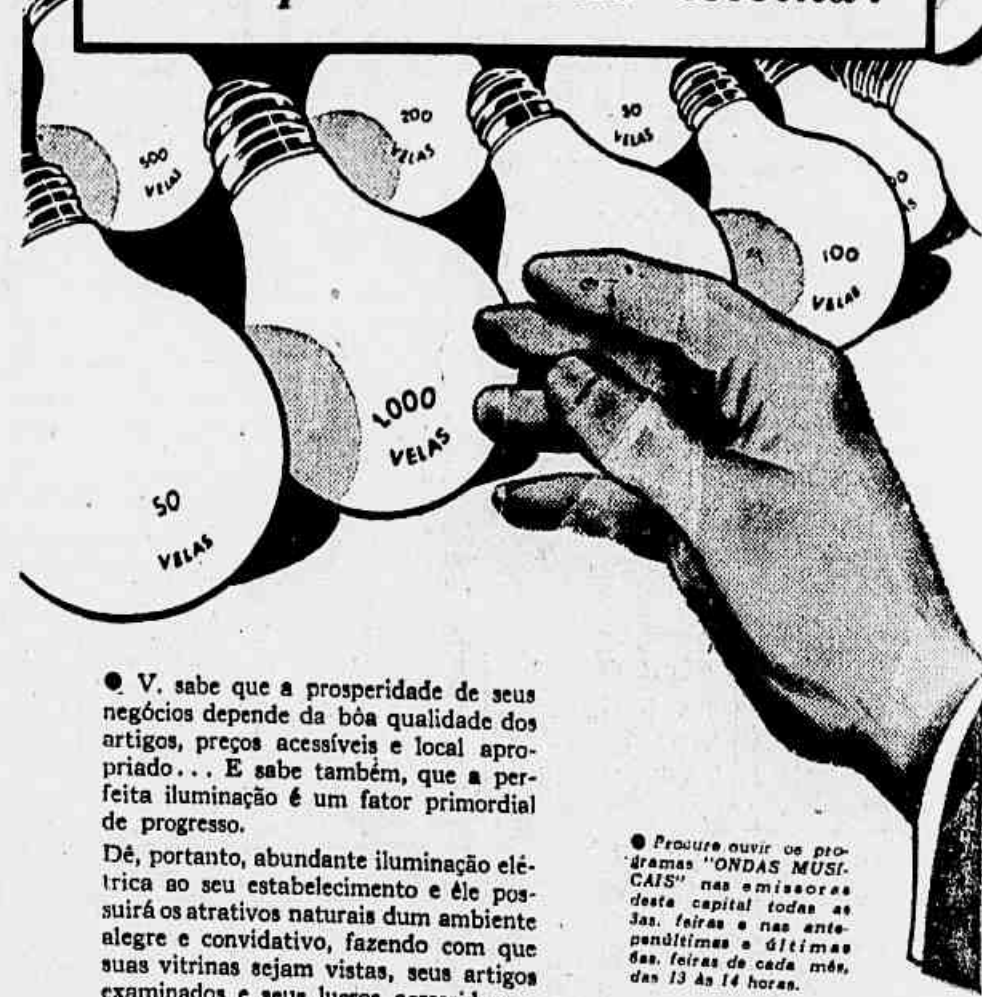 500
VELAS
200
VELAS
50
VELAS
100
VELAS
1.000
VELAS
50
VELAS
● V. sabe que a prosperidade de seus
negócios depende da bôa qualidade dos
artigos, preços acessíveis e local apro-
priado... E sabe também, que a per-
feita iluminação é um fator primordial
de progresso.
Dê, portanto, abundante iluminação elé-
trica ao seu estabelecimento e êle pos-
suirá os atrativos naturais dum ambiente
alegre e convidativo, fazendo com que
suas vitrinas sejam vistas, seus artigos
examinados e seus lucros
● Procure ouvir os pro-
gramas "ONDAS MUSI-
CAIS" nas emissoras
desta capital todas as
3as. feiras e nas ante-
penúltimas e últimas
6as. feiras de cada mês,
das 13 às 14 horas.